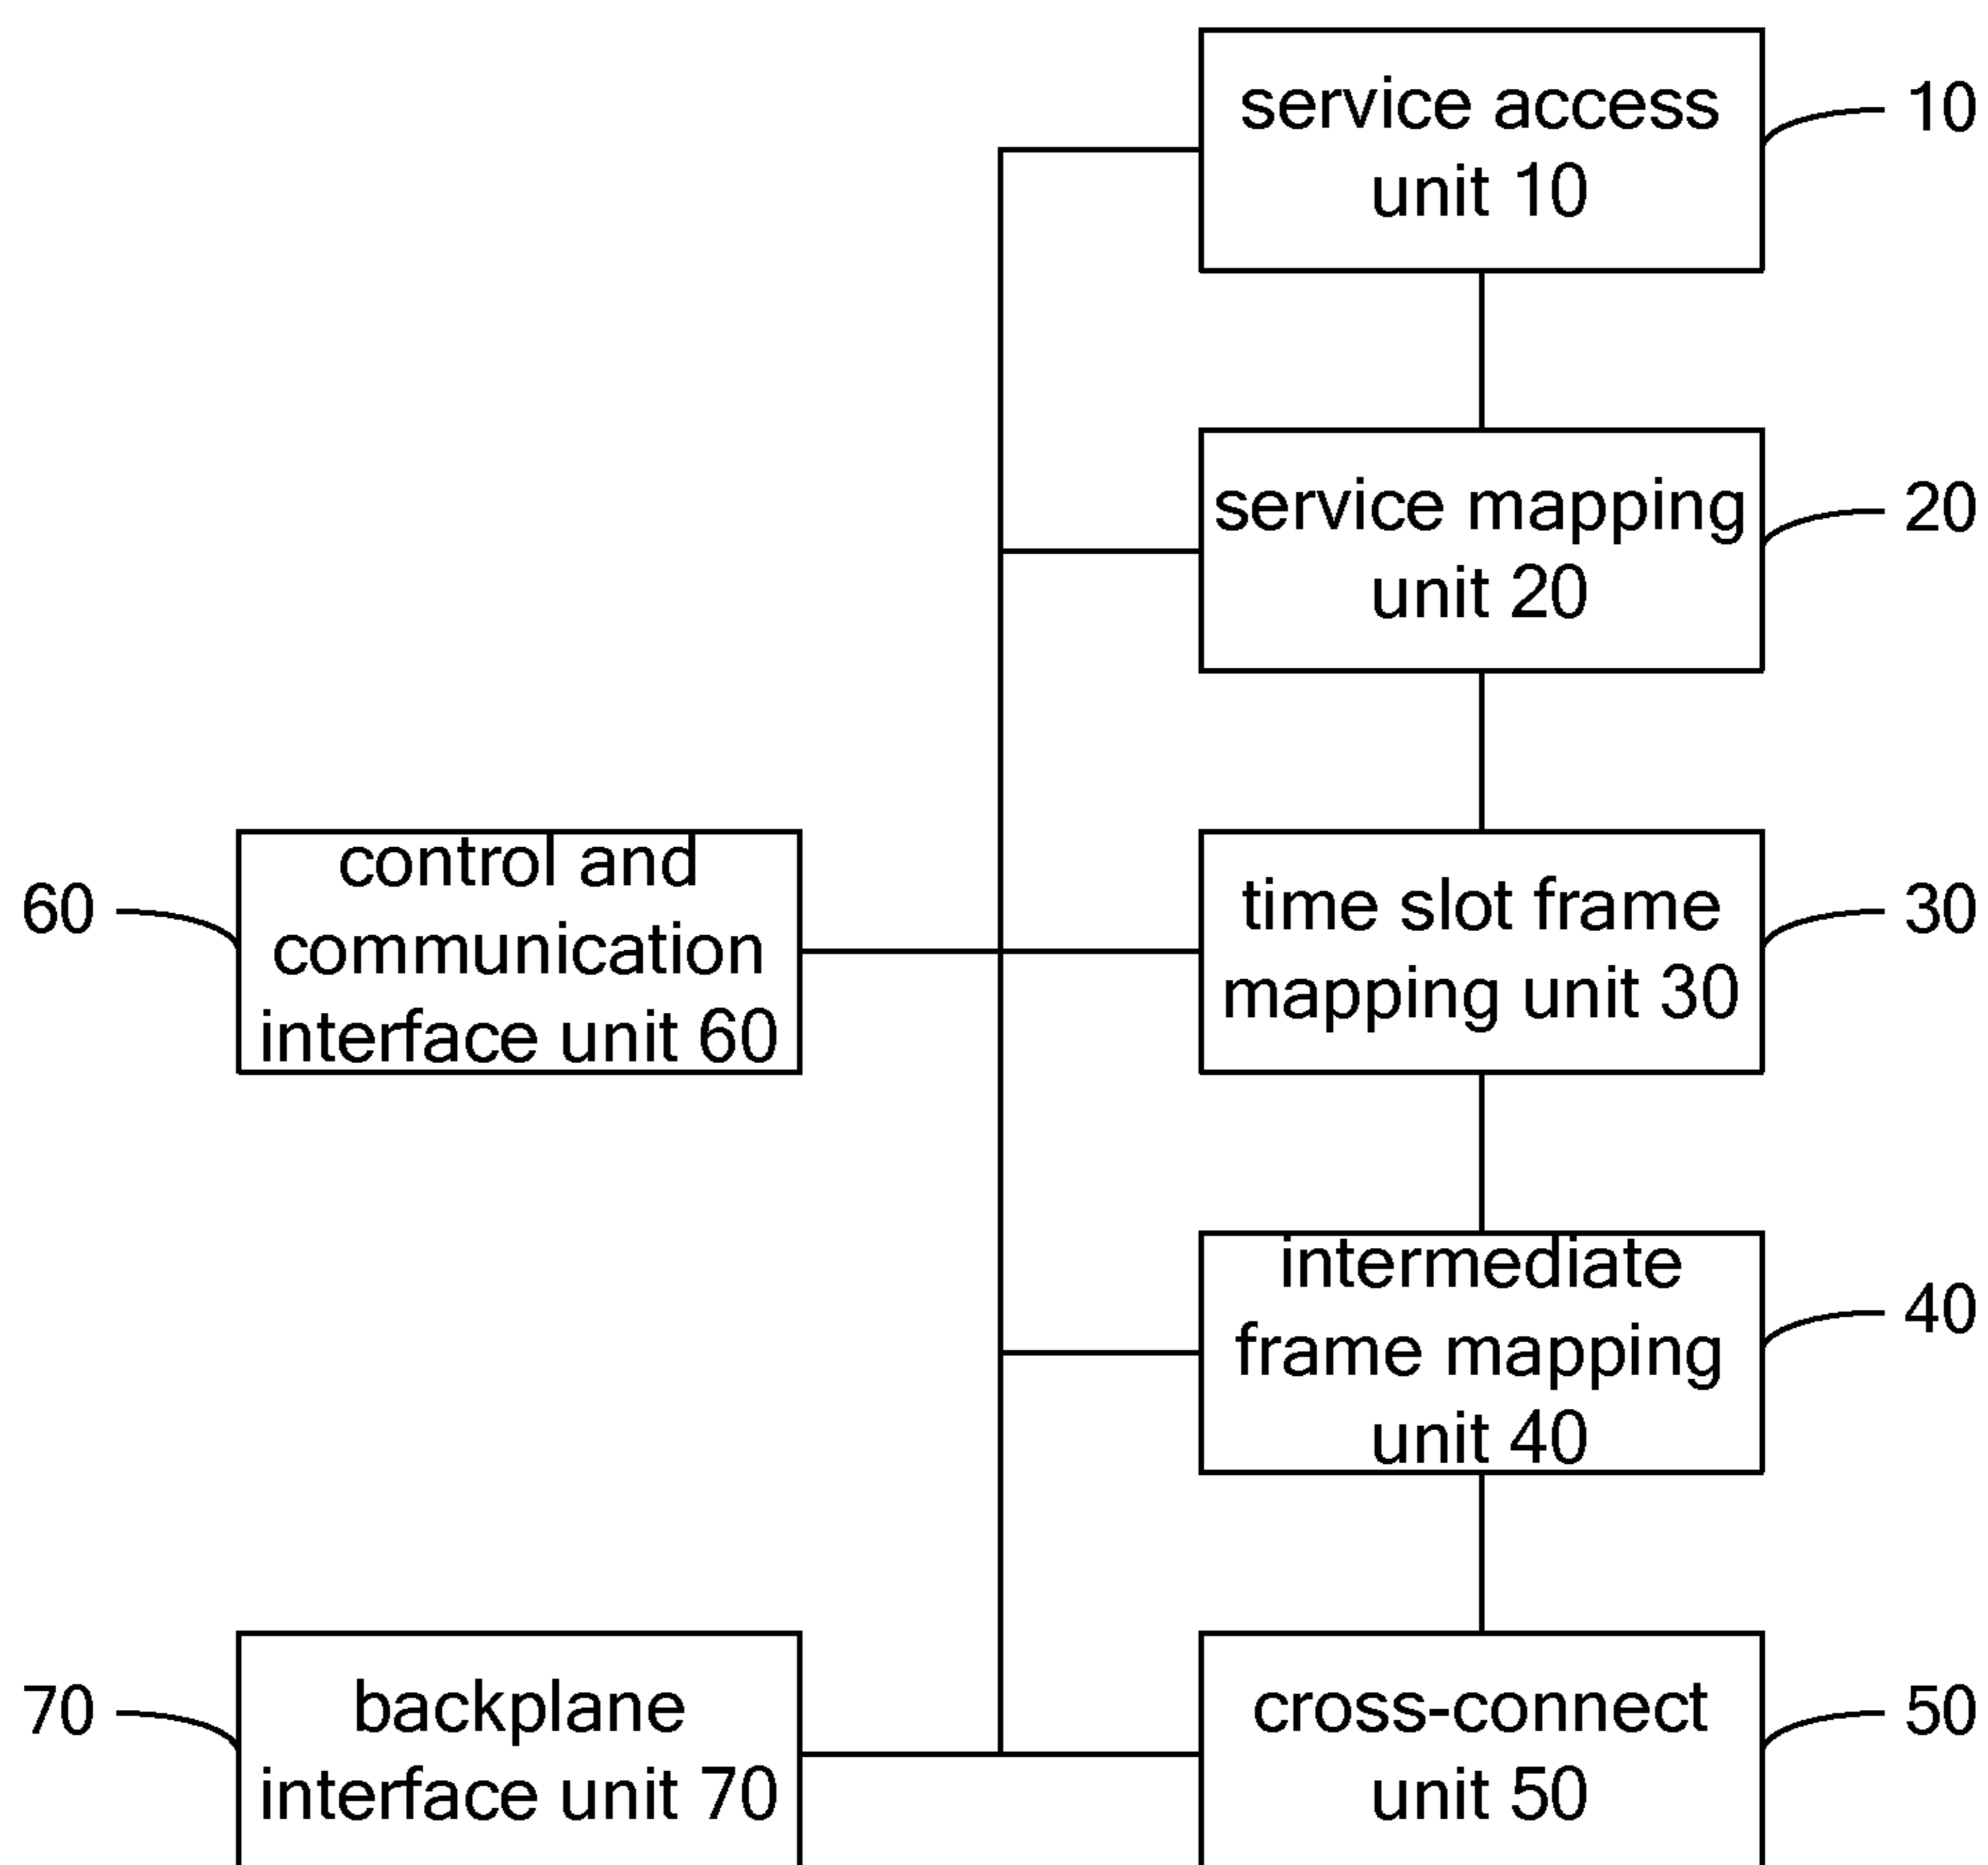 service access
unit 10
10
service mapping
unit 20
20
control and
communication
interface unit 60
60
time slot frame
mapping unit 30
30
intermediate
frame mapping
unit 40
40
backplane
interface unit 70
70
cross-connect
unit 50
50